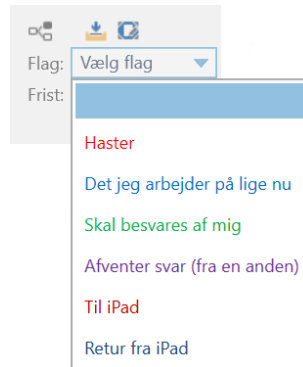 Flag: Vælg flag
Frist:
Haster
Det jeg arbejder på lige nu
Skal besvares af mig
Afventer svar (fra en anden)
Til iPad
Retur fra iPad